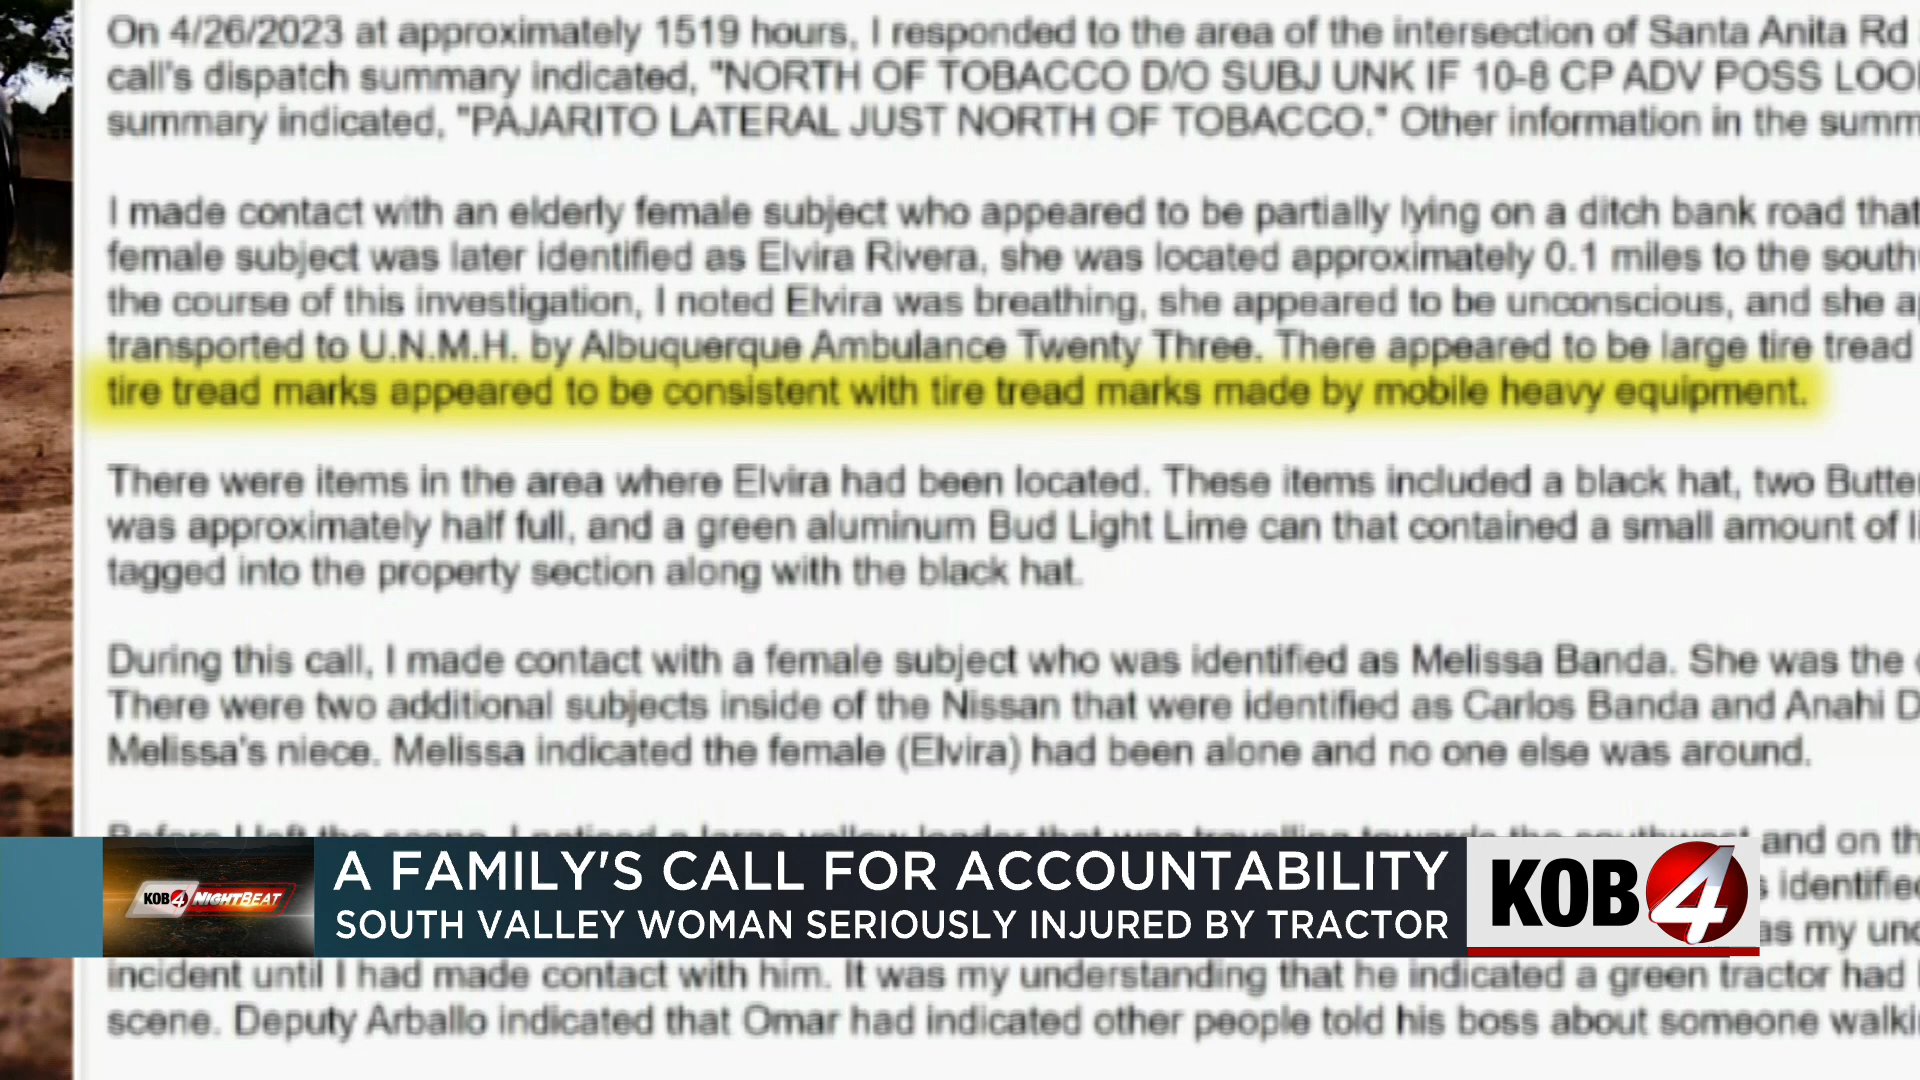 On 4/26/2023 at approximately 1519 hours, I responded to the area of the intersection of Santa Anita Rd
call's dispatch summary indicated, "NORTH OF TOBACCO D/O SUBJ UNK IF 10-8 CP ADV POSS LOO
summary indicated, "PAJARITO LATERAL JUST NORTH OF TOBACCO." Other information in the summ
I made contact with an elderly female subject who appeared to be partially lying on a ditch bank road that
female subject was later identified as Elvira Rivera, she was located approximately 0.1 miles to the south
the course of this investigation, I noted Elvira was breathing, she appeared to be unconscious, and she a
transported to U.N.M.H. by Albuquerque Ambulance Twenty Three. There appeared to be large tire tread
tire tread marks appeared to be consistent with tire tread marks made by mobile heavy equipment.
There were items in the area where Elvira had been located. These items included a black hat, two Butte
was approximately half full, and a green aluminum Bud Light Lime can that contained a small amount of li
tagged into the property section along with the black hat.
During this call, I made contact with a female subject who was identified as Melissa Banda. She was the
There were two additional subjects inside of the Nissan that were identified as Carlos Banda and Anahi D
Melissa's niece. Melissa indicated the female (Elvira) had been alone and no one else was around.
and on th
identifie
as my und
incident until I had made contact with him. It was my understanding that he indicated a green tractor had
scene. Deputy Arballo indicated that Omar had indicated other people told his boss about someone walki
KOB 4 NIGHTBEAT
A FAMILY'S CALL FOR ACCOUNTABILITY
SOUTH VALLEY WOMAN SERIOUSLY INJURED BY TRACTOR
KOB 4